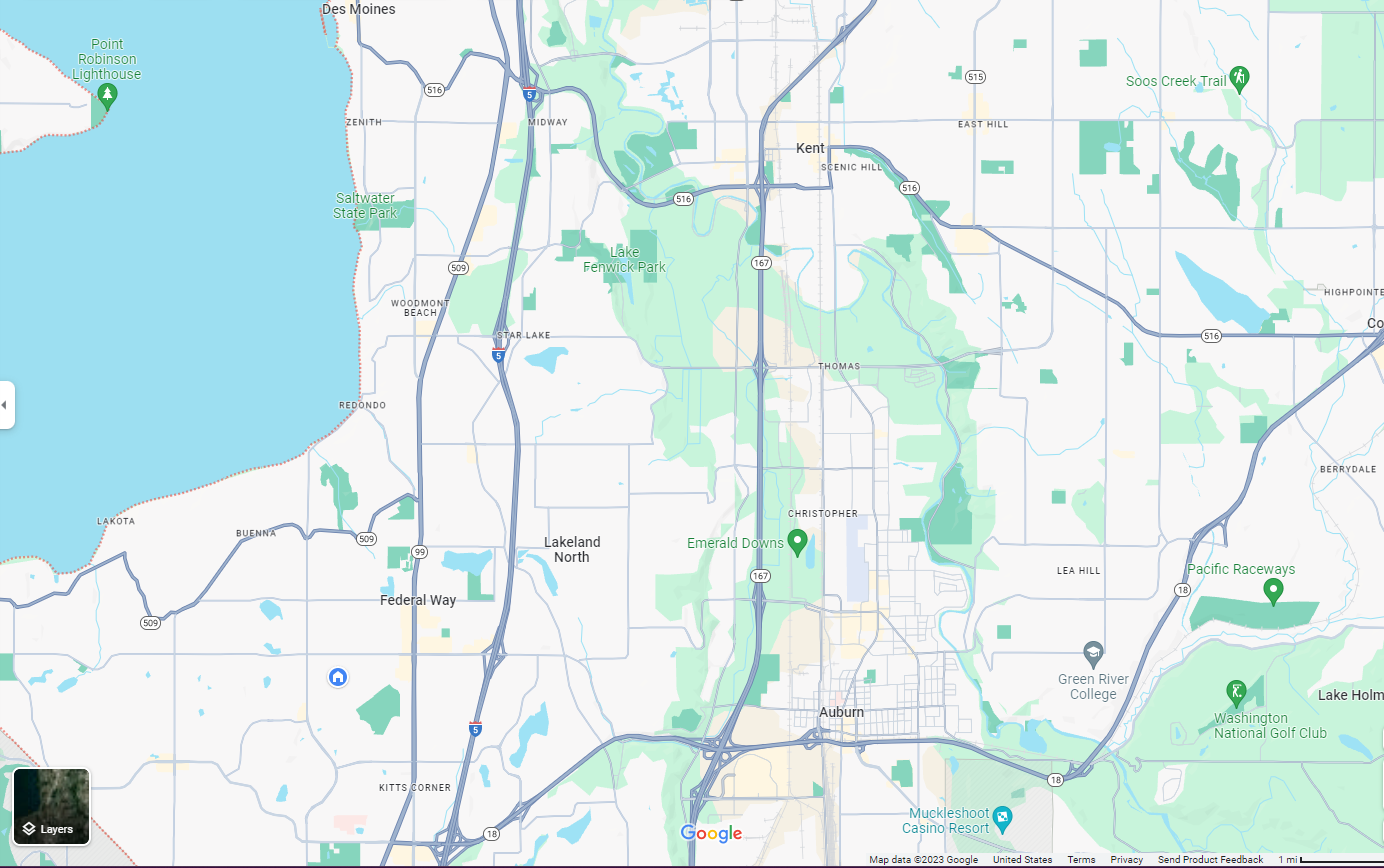 Des Moines
Point
Robinson
Lighthouse
516
5
ZENITH
MIDWAY
515
Soos Creek Trail
EAST HILL
Kent
SCENIC HILL
516
516
Saltwater
State Park
Lake
Fenwick Park
509
167
WOODMONT
BEACH
HIGHPOINTE
Co
STAR LAKE
5
516
THOMAS
REDONDO
BERRYDALE
LAKOTA
BUENNA
509
99
CHRISTOPHER
Emerald Downs
Lakeland
North
LEA HILL
Pacific Raceways
167
18
Federal Way
509
Green River
College
Lake Holm
Washington
National Golf Club
Auburn
5
18
KITTS CORNER
Muckleshoot
Casino Resort
18
Layers
Google
Map data ©2023 Google United States Terms Privacy Send Product Feedback 1 mi